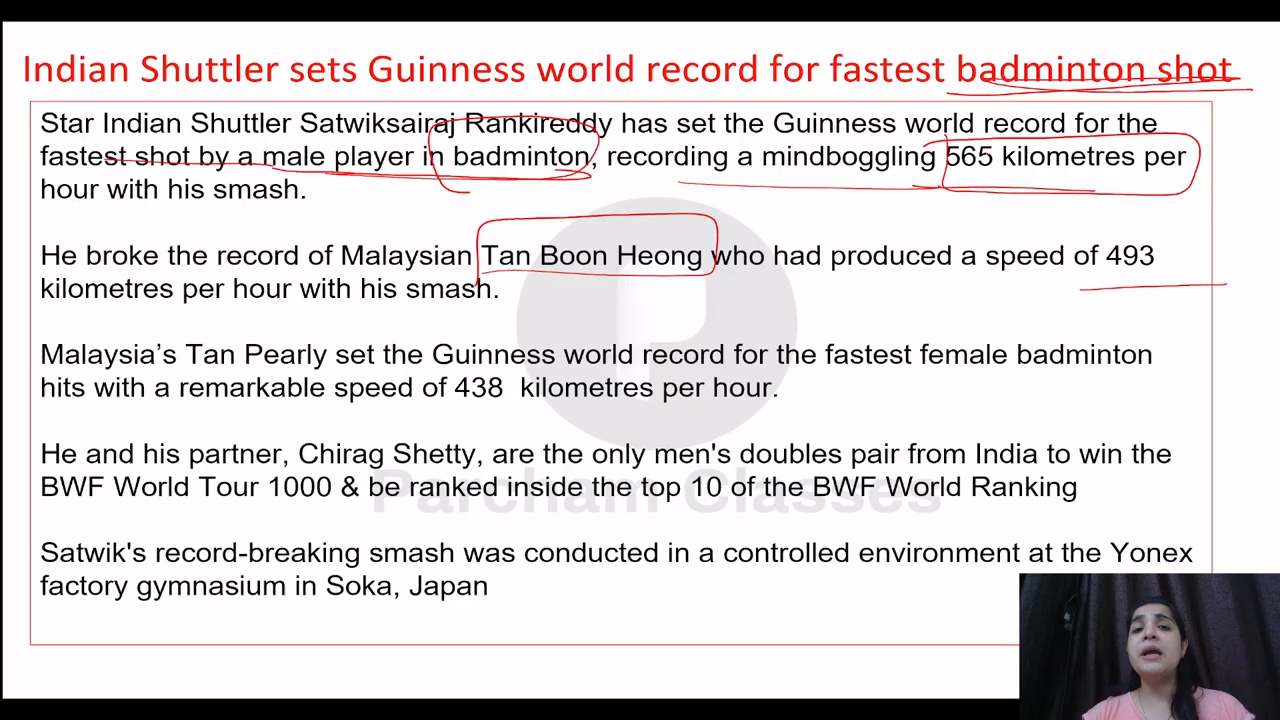 Indian Shuttler sets Guinness world record for fastest badminton shot
Star Indian Shuttler Satwiksairaj Rankireddy has set the Guinness world record for the
fastest shot by a male player in badminton, recording a mindboggling 565 kilometres per
hour with his smash.
He broke the record of Malaysian Tan Boon Heong who had produced a speed of 493
kilometres per hour with his smash.
Malaysia’s Tan Pearly set the Guinness world record for the fastest female badminton
hits with a remarkable speed of 438  kilometres per hour.
He and his partner, Chirag Shetty, are the only men's doubles pair from India to win the
BWF World Tour 1000 & be ranked inside the top 10 of the BWF World Ranking
Parcham Classes
Satwik's record-breaking smash was conducted in a controlled environment at the Yonex
factory gymnasium in Soka, Japan